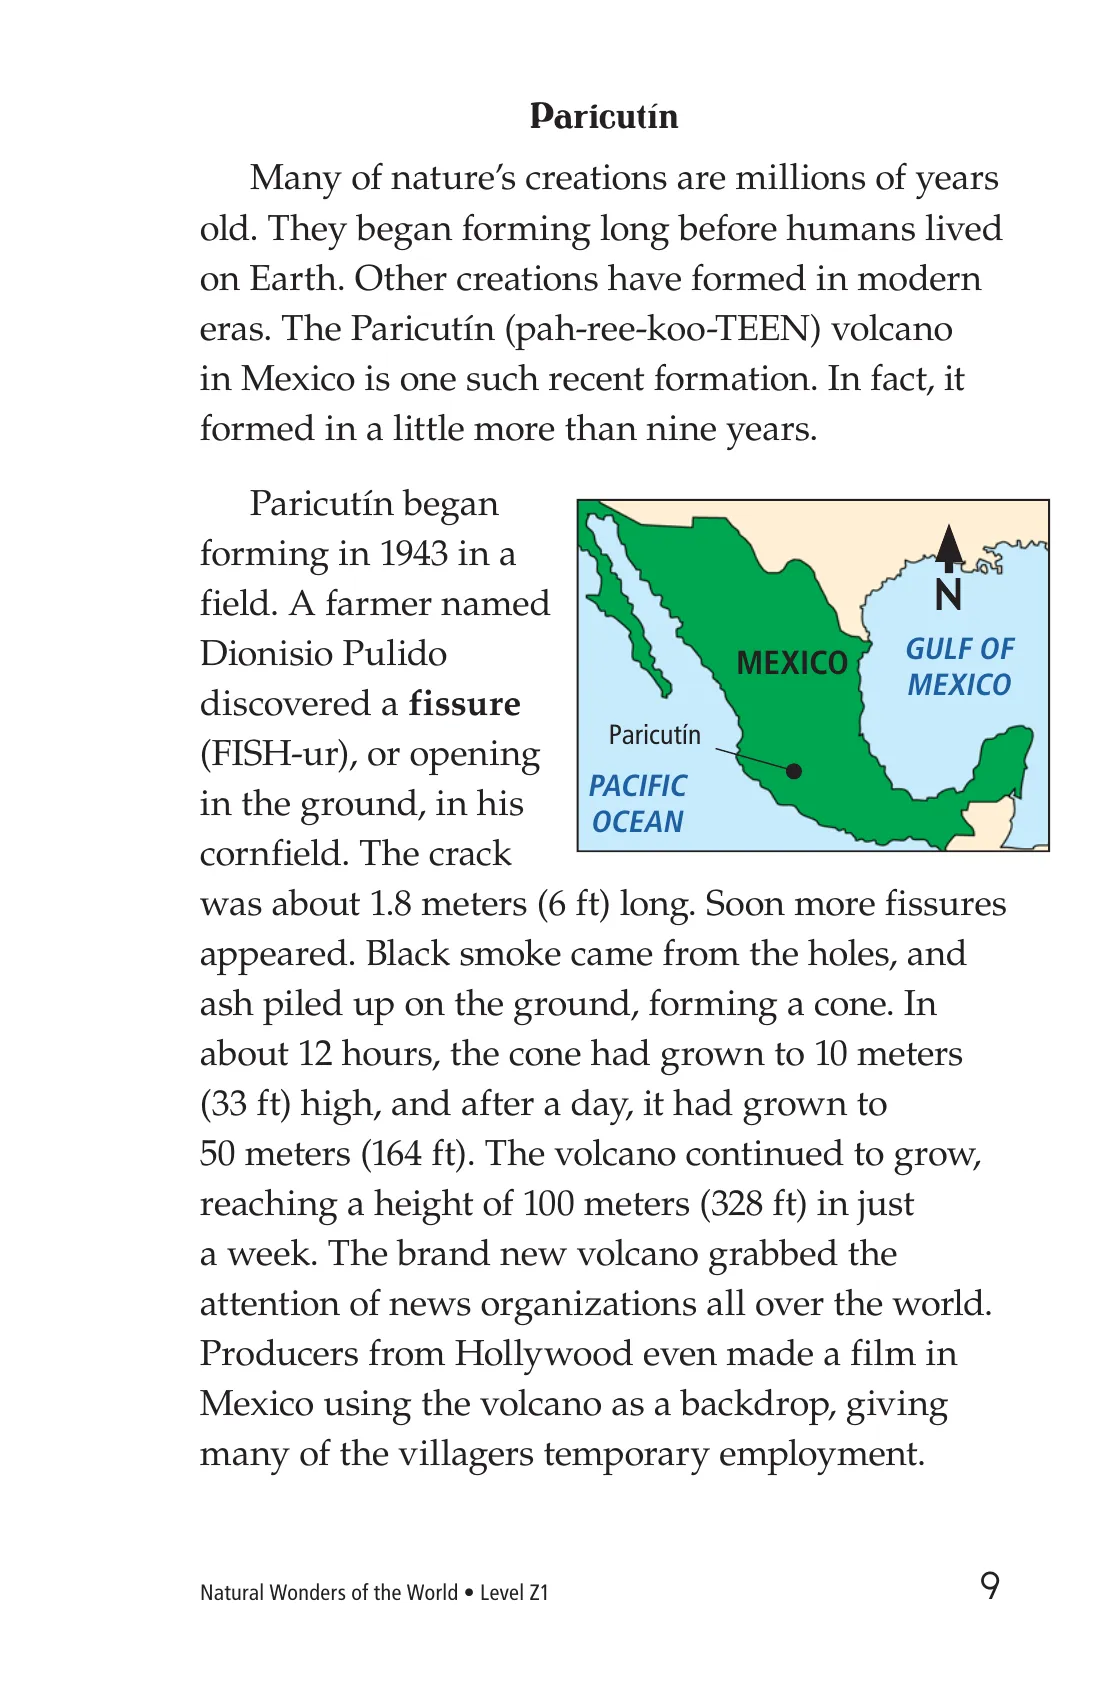 Paricutín
Many of nature’s creations are millions of years
old. They began forming long before humans lived
on Earth. Other creations have formed in modern
eras. The Paricutín (pah-ree-koo-TEEN) volcano
in Mexico is one such recent formation. In fact, it
formed in a little more than nine years.
Paricutín began
forming in 1943 in a
field. A farmer named
Dionisio Pulido
discovered a fissure
(FISH-ur), or opening
in the ground, in his
cornfield. The crack
was about 1.8 meters (6 ft) long. Soon more fissures
appeared. Black smoke came from the holes, and
ash piled up on the ground, forming a cone. In
about 12 hours, the cone had grown to 10 meters
(33 ft) high, and after a day, it had grown to
50 meters (164 ft). The volcano continued to grow,
reaching a height of 100 meters (328 ft) in just
a week. The brand new volcano grabbed the
attention of news organizations all over the world.
Producers from Hollywood even made a film in
Mexico using the volcano as a backdrop, giving
many of the villagers temporary employment.
N
MEXICO
GULF OF
MEXICO
Paricutín
PACIFIC
OCEAN
Natural Wonders of the World • Level Z1
9